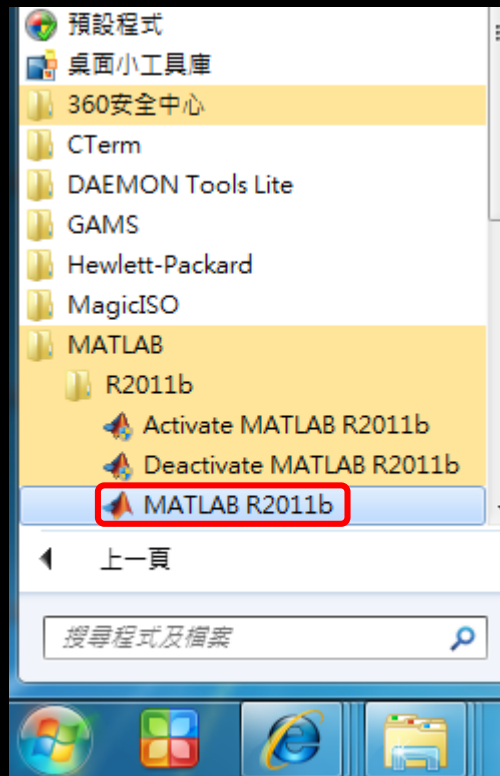 預設程式
桌面小工具庫
360安全中心
CTerm
DAEMON Tools Lite
GAMS
Hewlett-Packard
MagicISO
MATLAB
R2011b
Activate MATLAB R2011b
Deactivate MATLAB R2011b
MATLAB R2011b
上一頁
搜尋程式及檔案